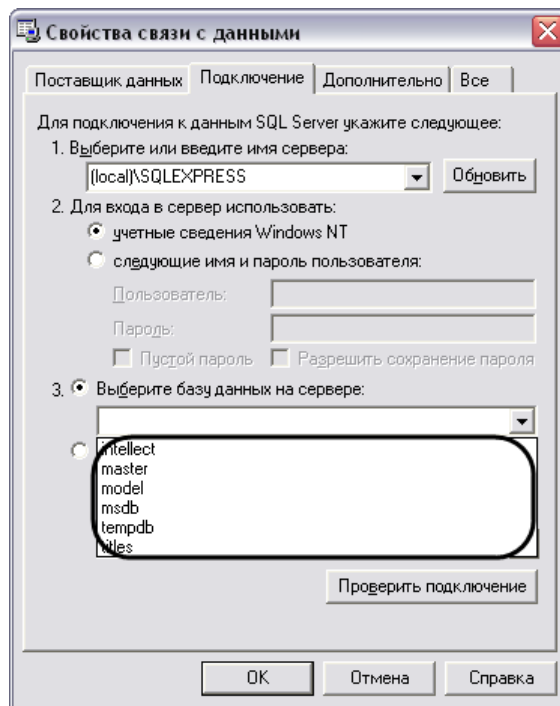 Свойства связи с данными
Поставщик данных Подключение Дополнительно Все
Для подключения к данным SQL Server укажите следующее:
1. Выберите или введите имя сервера:
(local)\SQLEXPRESS Обновить
2. Для входа в сервер использовать:
учетные сведения Windows NT
следующие имя и пароль пользователя:
Пользователь:
Пароль:
Пустой пароль Разрешить сохранение пароля
3. Выберите базу данных на сервере:
intellect
master
model
msdb
tempdb
titles
Проверить подключение
OK Отмена Справка